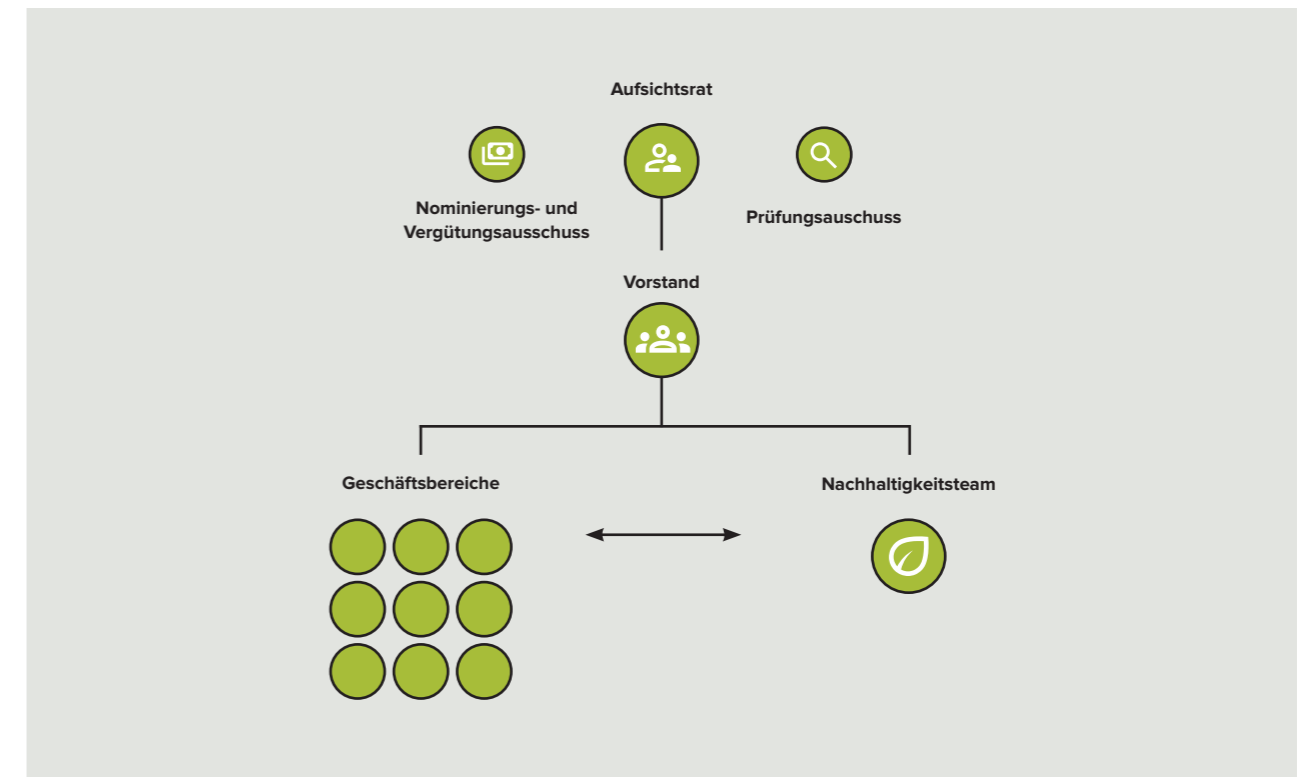 Aufsichtsrat
Nominierungs- und
Vergütungsausschuss
Prüfungsauschuss
Vorstand
Geschäftsbereiche
Nachhaltigkeitsteam